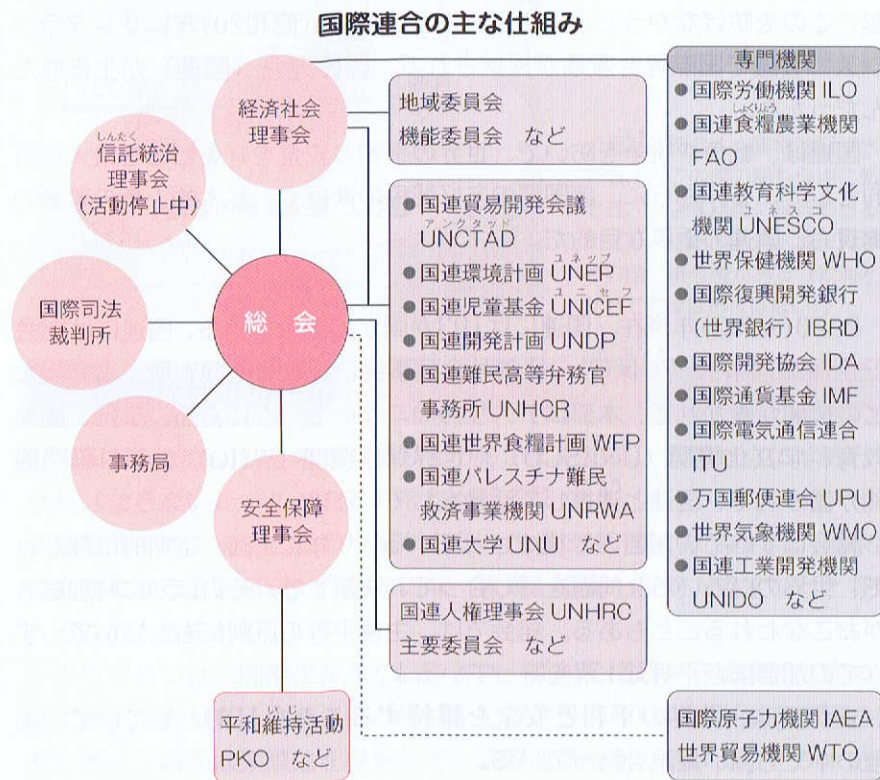 国際連合の主な仕組み
経済社会
理事会
しんたく
信託統治
理事会
(活動停止中)
国際司法
裁判所
総会
事務局
安全保障
理事会
平和維持活動
いじ
PKO など
地域委員会
機能委員会 など
●国連貿易開発会議
アンクタッド
UNCTAD
ユネップ
●国連環境計画 UNEP
ユニセフ
●国連児童基金 UNICEF
●国連開発計画 UNDP
●国連難民高等弁務官
事務所 UNHCR
●国連世界食糧計画 WFP
●国連パレスチナ難民
救済事業機関 UNRWA
●国連大学 UNU など
国連人権理事会 UNHRC
主要委員会 など
専門機関
●国際労働機関 ILO
しょくりょう
●国連食糧農業機関
FAO
●国連教育科学文化
ユネスコ
機関 UNESCO
●世界保健機関 WHO
●国際復興開発銀行
(世界銀行) IBRD
●国際開発協会 IDA
●国際通貨基金 IMF
●国際電気通信連合
ITU
●万国郵便連合 UPU
●世界気象機関 WMO
●国連工業開発機関
UNIDO など
国際原子力機関 IAEA
世界貿易機関 WTO